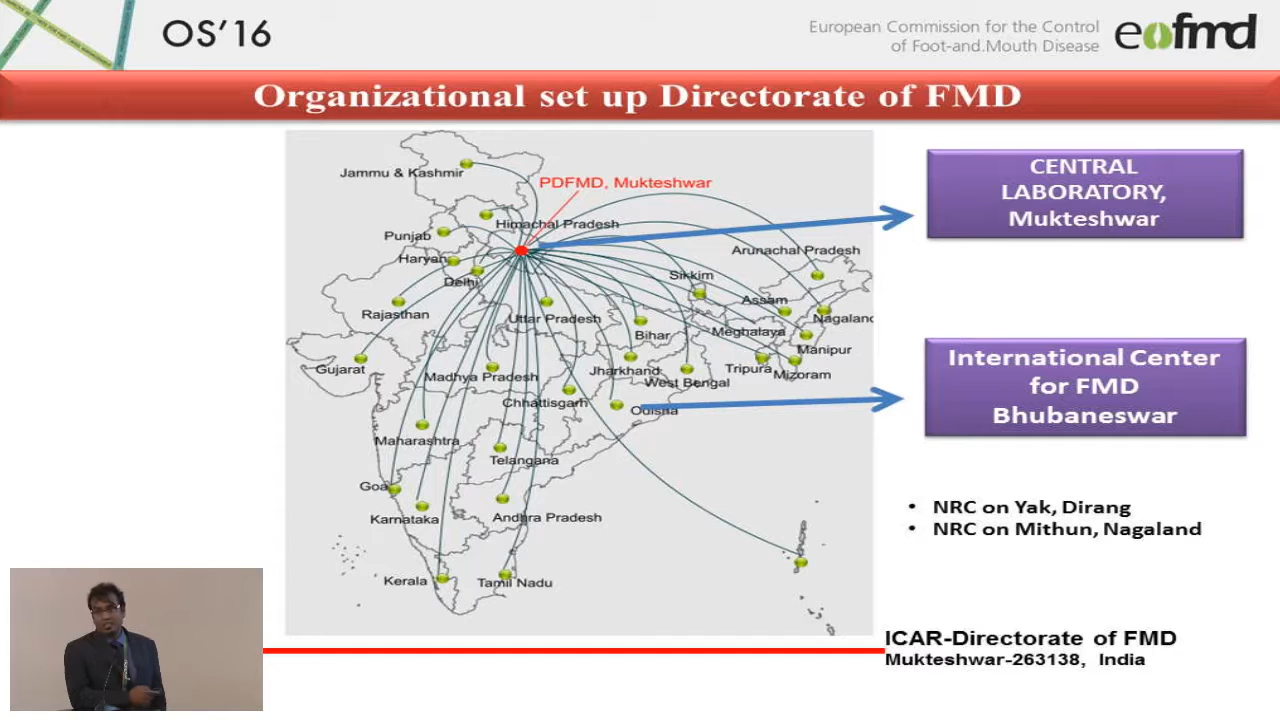 OS'16
European Commission for the Control
of Foot-and.Mouth Disease
eofmd
Organizational set up Directorate of FMD
Jammu & Kashmir
PDFMD, Mukteshwar
Himachal Pradesh
Punjab
Haryan
Delhi
Arunachal Pradesh
Sikkim
Assam
Rajasthan
Uttar Pradesh
Nagaland
Bihar
Meghalaya
Manipur
Gujarat
Madhya Pradesh
Jharkhand
West Bengal
Tripura
Mizoram
Chhattisgarh
Odisha
Maharashtra
Telangana
Goa
Karnataka
Andhra Pradesh
Kerala
Tamil Nadu
CENTRAL
LABORATORY,
Mukteshwar
International Center
for FMD
Bhubaneswar
• NRC on Yak, Dirang
• NRC on Mithun, Nagaland
ICAR-Directorate of FMD
Mukteshwar-263138, India